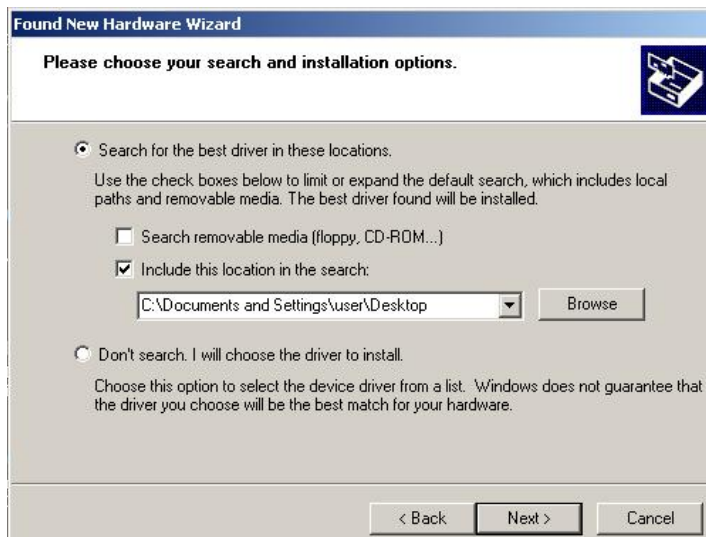 Found New Hardware Wizard
Please choose your search and installation options.
Search for the best driver in these locations.
Use the check boxes below to limit or expand the default search, which includes local
paths and removable media. The best driver found will be installed.
Search removable media (floppy, CD-ROM...)
Include this location in the search:
C:\Documents and Settings\user\Desktop
Browse
Don't search. I will choose the driver to install.
Choose this option to select the device driver from a list. Windows does not guarantee that
the driver you choose will be the best match for your hardware.
< Back Next > Cancel